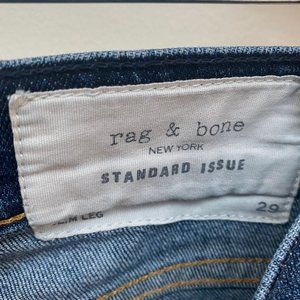 rag & bone
NEW YORK
STANDARD ISSUE
LEG 29